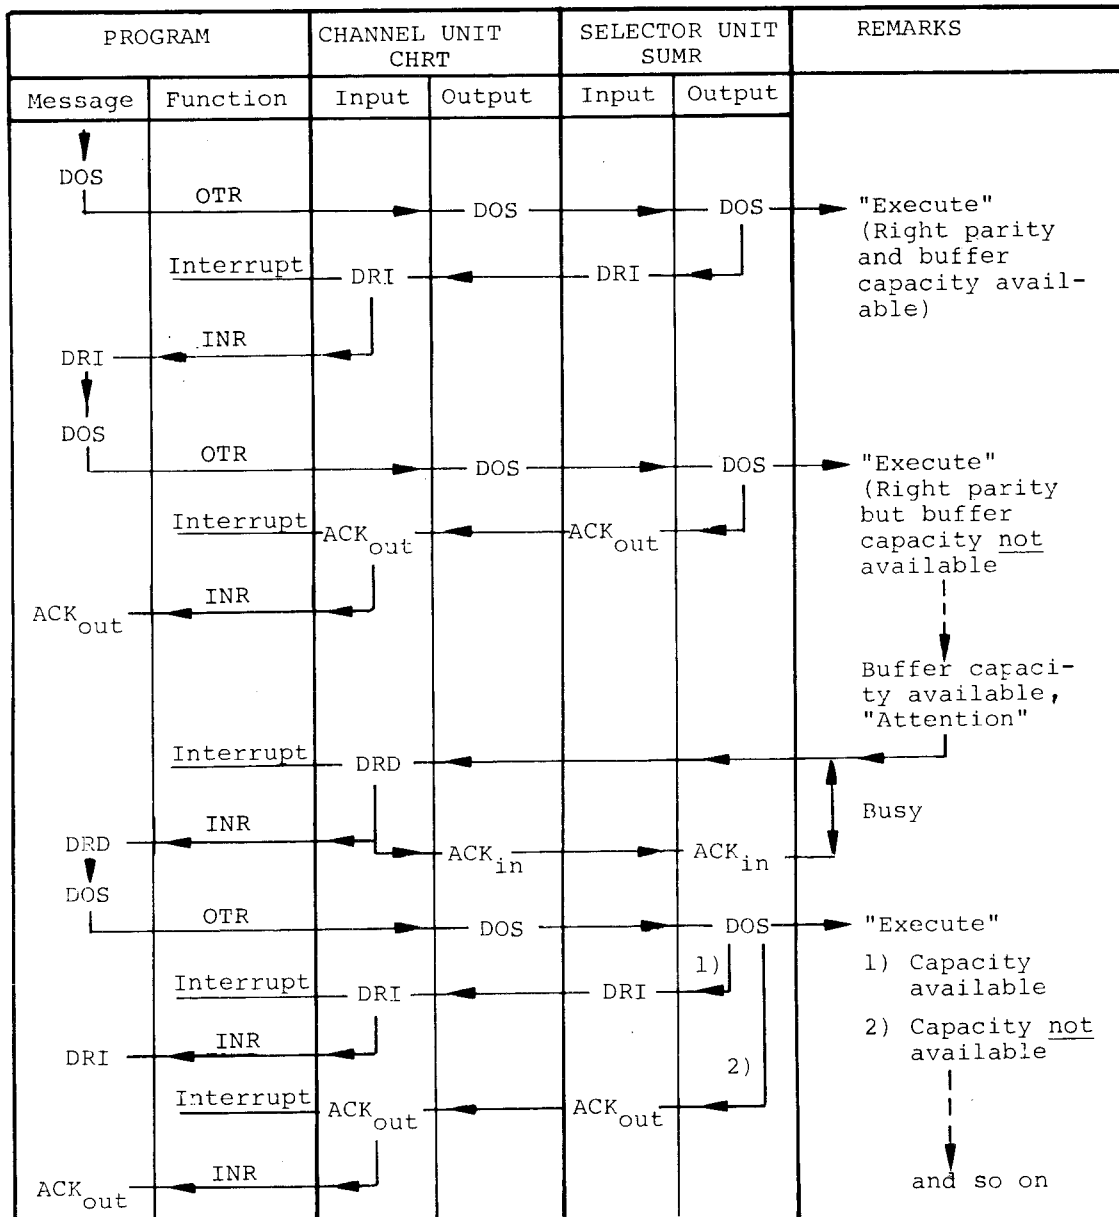 PROGRAM CHANNEL UNIT SELECTOR UNIT REMARKS
CHRT SUMR
Message Function Input Output Input Output
DOS
OTR DOS DOS "Execute"
(Right parity
Interrupt DRI DRI and buffer
capacity avail-
able)
INR
DRI
DOS
OTR DOS DOS "Execute"
(Right parity
Interrupt ACKout ACKout but buffer
capacity not
available
INR
ACKout
Buffer capaci-
ty available,
"Attention"
Interrupt DRD
Busy
DRD INR
ACKin ACKin
DOS
OTR DOS DOS "Execute"
1) 1) Capacity
available
Interrupt DRI DRI
2) Capacity not
available
DRI INR
2)
Interrupt ACKout ACKout
ACKout INR and so on